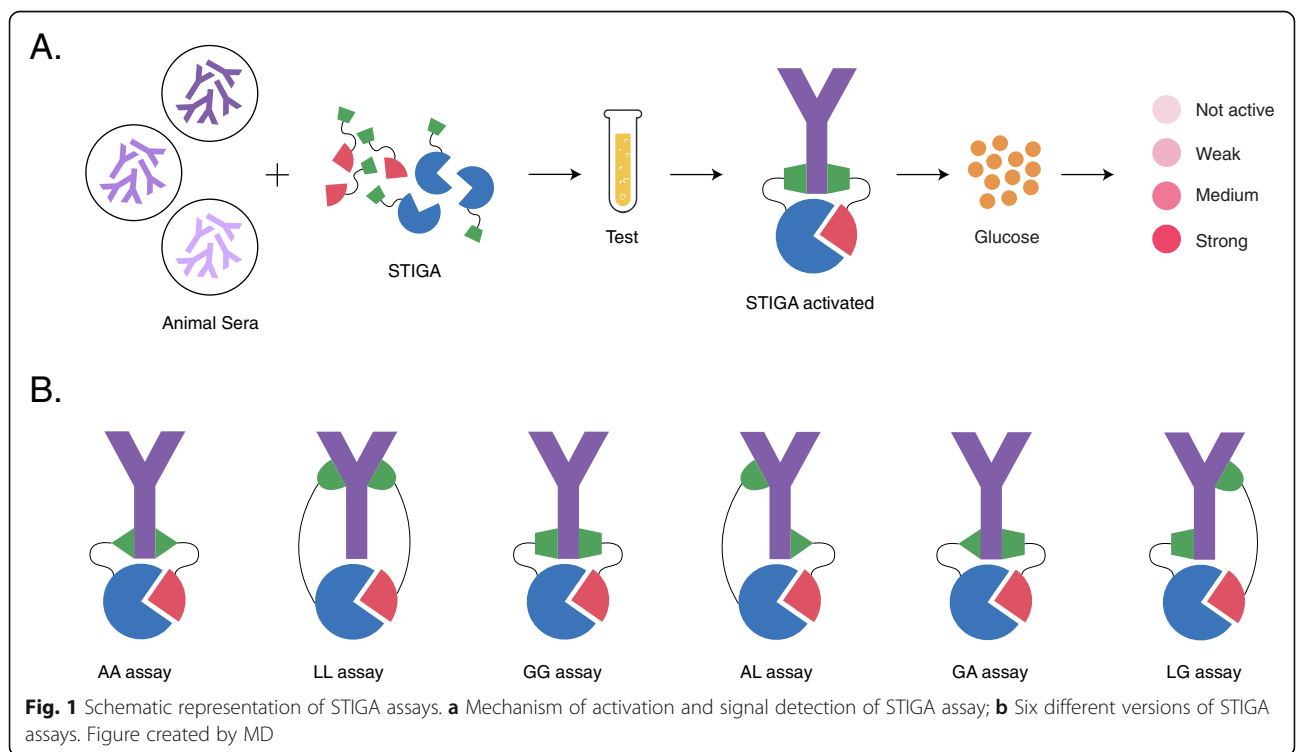 A.
Animal Sera
STIGA
Test
STIGA activated
Glucose
Not active
Weak
Medium
Strong
B.
AA assay
LL assay
GG assay
AL assay
GA assay
LG assay
Fig. 1 Schematic representation of STIGA assays. a Mechanism of activation and signal detection of STIGA assay; b Six different versions of STIGA
assays. Figure created by MD